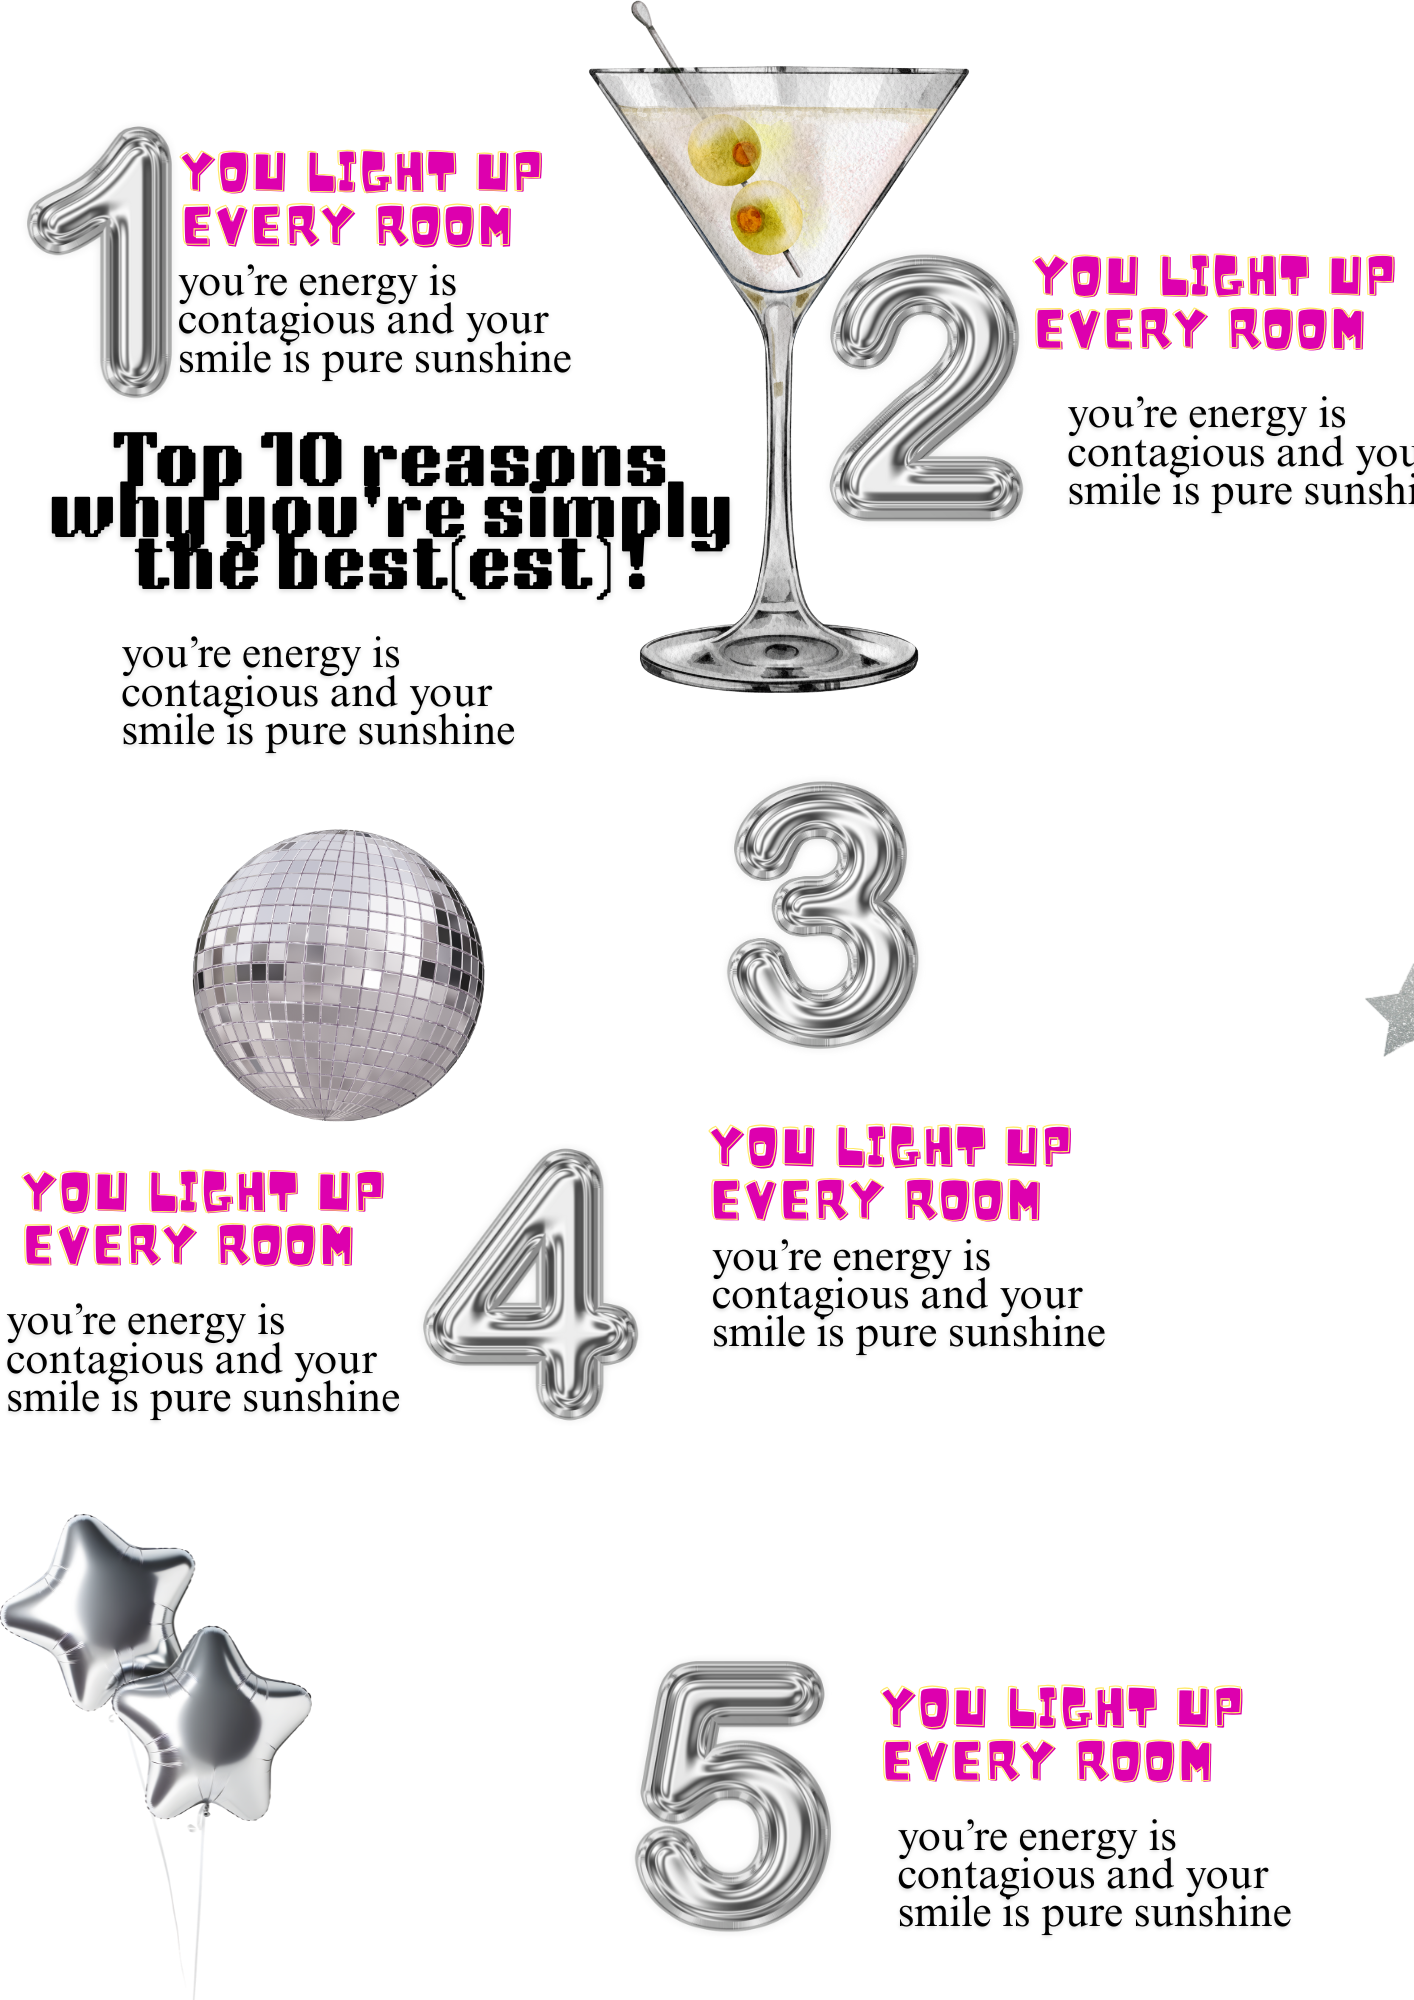 1
YOU LIGHT UP
EVERY ROOM
you’re energy is
contagious and your
smile is pure sunshine
2
YOU LIGHT UP
EVERY ROOM
you’re energy is
contagious and you
smile is pure sunshi
Top 10 reasons
why you're simply
the best(est)!
you’re energy is
contagious and your
smile is pure sunshine
3
YOU LIGHT UP
EVERY ROOM
you’re energy is
contagious and your
smile is pure sunshine
4
YOU LIGHT UP
EVERY ROOM
you’re energy is
contagious and your
smile is pure sunshine
5
YOU LIGHT UP
EVERY ROOM
you’re energy is
contagious and your
smile is pure sunshine